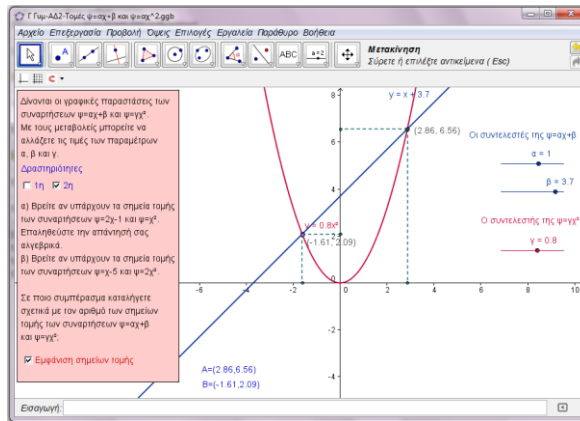 Γ Γυμ-ΑΔ2-Τομές ψ=αχ+β και ψ=αχ^2.ggb
Αρχείο Επεξεργασία Προβολή Όψεις Επιλογές Εργαλεία Παράθυρο Βοήθεια
ABC
a=2
Μετακίνηση
Σύρετε ή επιλέξτε αντικείμενα ( Esc)
Δίνονται οι γραφικές παραστάσεις των
συναρτήσεων ψ=αχ+β και ψ=γχ².
Με τους μεταβολείς μπορείτε να
αλλάζετε τις τιμές των παραμέτρων
α, β και γ.
Δραστηριότητες
1η 2η
α) Βρείτε αν υπάρχουν τα σημεία τομής
των συναρτήσεων ψ=2χ-1 και ψ=χ².
Επαληθεύστε την απάντησή σας
αλγεβρικά.
β) Βρείτε αν υπάρχουν τα σημεία τομής
των συναρτήσεων ψ=χ-5 και ψ=2χ².
Σε ποιο συμπέρασμα καταλήγετε
σχετικά με τον αριθμό των σημείων
τομής των συναρτήσεων ψ=αχ+β
και ψ=γχ²;
Εμφάνιση σημείων τομής
y = x + 3.7
(2.86, 6.56)
y = 0.8x²
(-1.61, 2.09)
8
6
4
2
0
-2
-4
-6 -4 -2 0 2 4 6 8 10
A=(2.86,6.56)
B=(-1.61,2.09)
Οι συντελεστές της ψ=αχ+β
α = 1
β = 3.7
Ο συντελεστής της ψ=γχ²
γ = 0.8
Εισαγωγή: